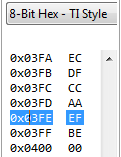 8-Bit Hex - TI Style
0x03FA EC
0x03FB DF
0x03FC CC
0x03FD AA
0x03FE EF
0x03FF BE
0x0400 00